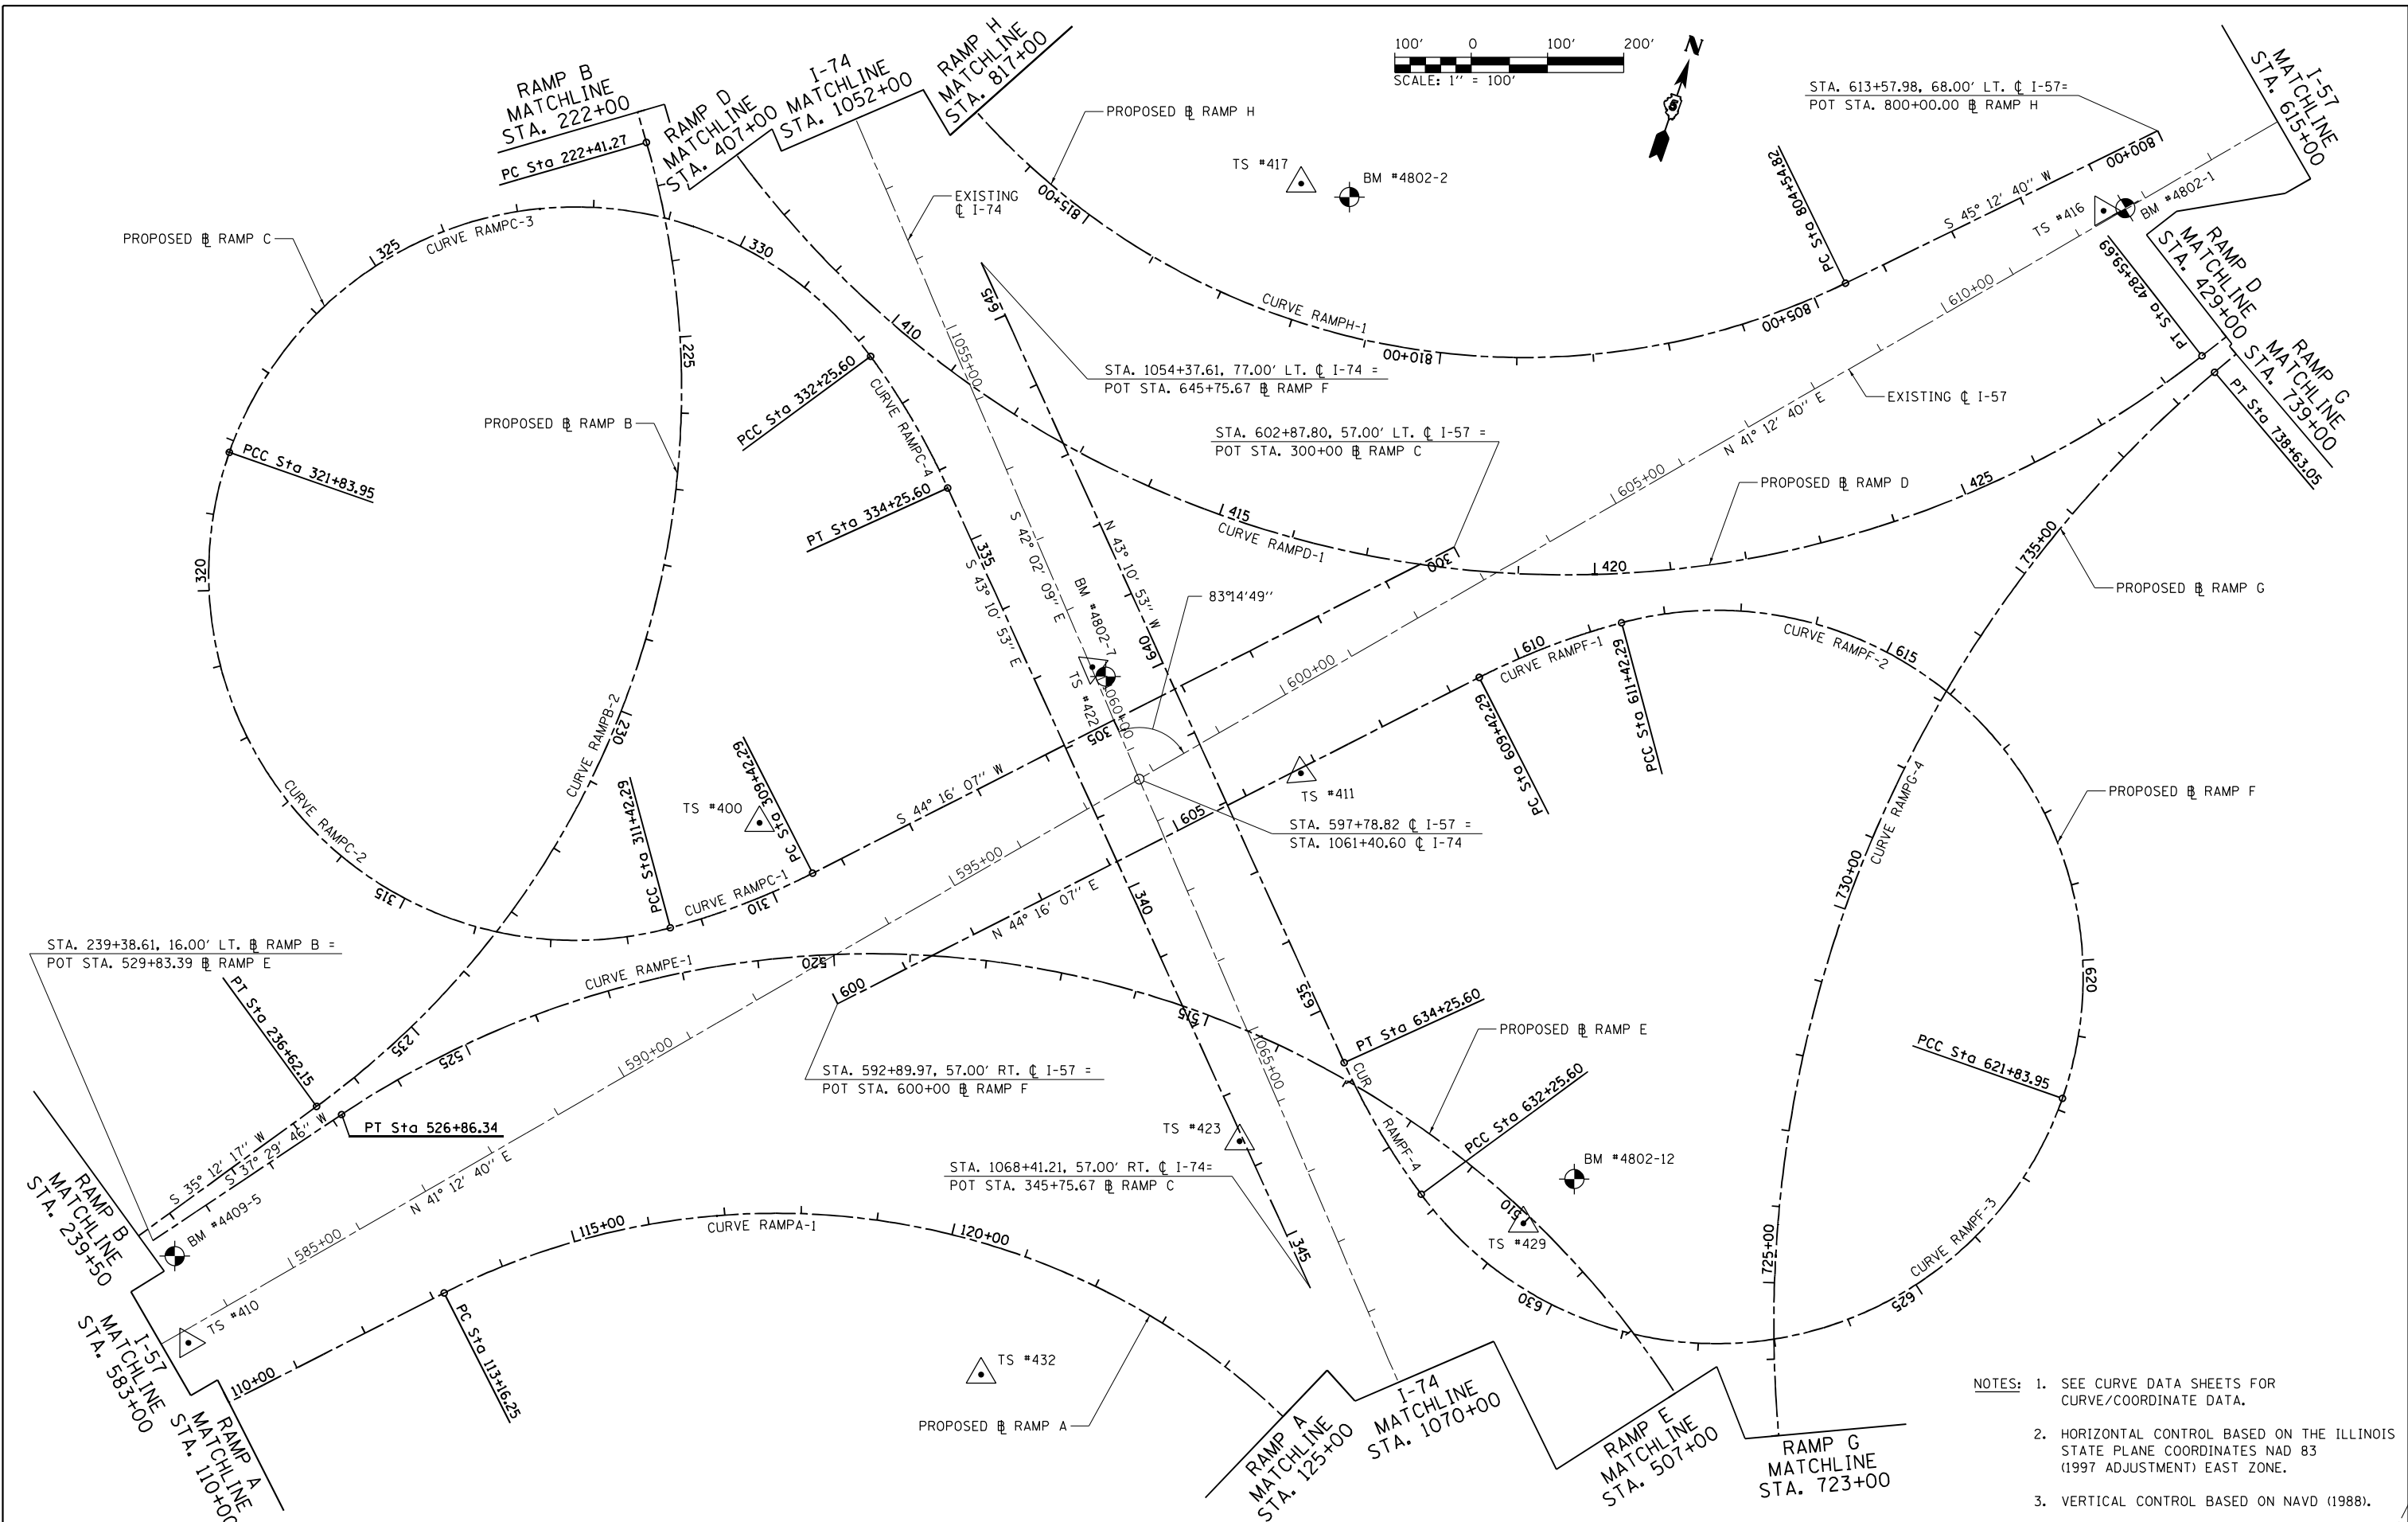 RAMP B
MATCHLINE
STA. 222+00
RAMP D
MATCHLINE
STA. 407+00
I-74
MATCHLINE
STA. 1052+00
RAMP H
MATCHLINE
STA. 817+00
100' 0 100' 200'
SCALE: 1'' = 100'
N
STA. 613+57.98, 68.00' LT. ℄ I-57=
POT STA. 800+00.00 ⅊ RAMP H
I-57
MATCHLINE
STA. 615+00
PC Sta 222+41.27
PROPOSED ⅊ RAMP H
TS #417
BM #4802-2
PC Sta 804+54.82
800+00
S 45° 12' 40'' W
TS #416
BM #4802-1
EXISTING
℄ I-74
815+00
PROPOSED ⅊ RAMP C
325
CURVE RAMPC-3
330
RAMP D
MATCHLINE
STA. 429+00
PT Sta 428+59.69
645
CURVE RAMPH-1
805+00
610+00
810+00
410
1055+00
225
PCC Sta 332+25.60
STA. 1054+37.61, 77.00' LT. ℄ I-74 =
POT STA. 645+75.67 ⅊ RAMP F
RAMP G
MATCHLINE
STA. 739+00
PT Sta 738+63.05
EXISTING ℄ I-57
N 41° 12' 40'' E
PROPOSED ⅊ RAMP B
CURVE RAMPC-4
STA. 602+87.80, 57.00' LT. ℄ I-57 =
POT STA. 300+00 ⅊ RAMP C
PCC Sta 321+83.95
PT Sta 334+25.60
605+00
PROPOSED ⅊ RAMP D
425
415
CURVE RAMPD-1
420
335
S 43° 10' 53'' E
S 42° 02' 09'' E
N 43° 10' 53'' W
300
320
735+00
PROPOSED ⅊ RAMP G
BM #4802-7
83°14'49''
640
TS #422
1060+00
305
600+00
610
CURVE RAMPF-1
CURVE RAMPF-2
615
PC Sta 609+42.29
PCC Sta 611+42.29
CURVE RAMPB-2
230
PCC Sta 311+42.29
PC Sta 309+42.29
TS #400
S 44° 16' 07'' W
TS #411
605
PROPOSED ⅊ RAMP F
STA. 597+78.82 ℄ I-57 =
STA. 1061+40.60 ℄ I-74
CURVE RAMPC-2
315
CURVE RAMPC-1
310
595+00
340
N 44° 16' 07'' E
730+00
CURVE RAMPG-4
STA. 239+38.61, 16.00' LT. ⅊ RAMP B =
POT STA. 529+83.39 ⅊ RAMP E
CURVE RAMPE-1
520
600
635
515
620
PT Sta 236+62.15
235
525
590+00
PT Sta 634+25.60
PROPOSED ⅊ RAMP E
1065+00
STA. 592+89.97, 57.00' RT. ℄ I-57 =
POT STA. 600+00 ⅊ RAMP F
CUR
RAMPF-4
PCC Sta 632+25.60
PCC Sta 621+83.95
PT Sta 526+86.34
TS #423
S 35° 12' 17'' W
S 37° 29' 46'' W
N 41° 12' 40'' E
STA. 1068+41.21, 57.00' RT. ℄ I-74=
POT STA. 345+75.67 ⅊ RAMP C
BM #4802-12
510
TS #429
RAMP B
MATCHLINE
STA. 239+50
BM #4409-5
585+00
115+00
CURVE RAMPA-1
120+00
345
725+00
CURVE RAMPF-3
625
630
TS #410
I-57
MATCHLINE
STA. 583+00
110+00
PC Sta 113+16.25
RAMP A
MATCHLINE
STA. 110+00
TS #432
PROPOSED ⅊ RAMP A
RAMP A
MATCHLINE
STA. 125+00
I-74
MATCHLINE
STA. 1070+00
RAMP E
MATCHLINE
STA. 507+00
RAMP G
MATCHLINE
STA. 723+00
NOTES: 1. SEE CURVE DATA SHEETS FOR
CURVE/COORDINATE DATA.
2. HORIZONTAL CONTROL BASED ON THE ILLINOIS
STATE PLANE COORDINATES NAD 83
(1997 ADJUSTMENT) EAST ZONE.
3. VERTICAL CONTROL BASED ON NAVD (1988).